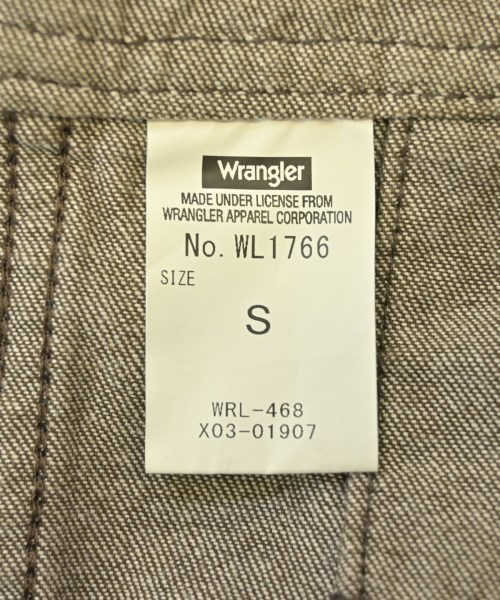 Wrangler
MADE UNDER LICENSE FROM
WRANGLER APPAREL CORPORATION
No. WL1766
SIZE
S
WRL-468
X03-01907